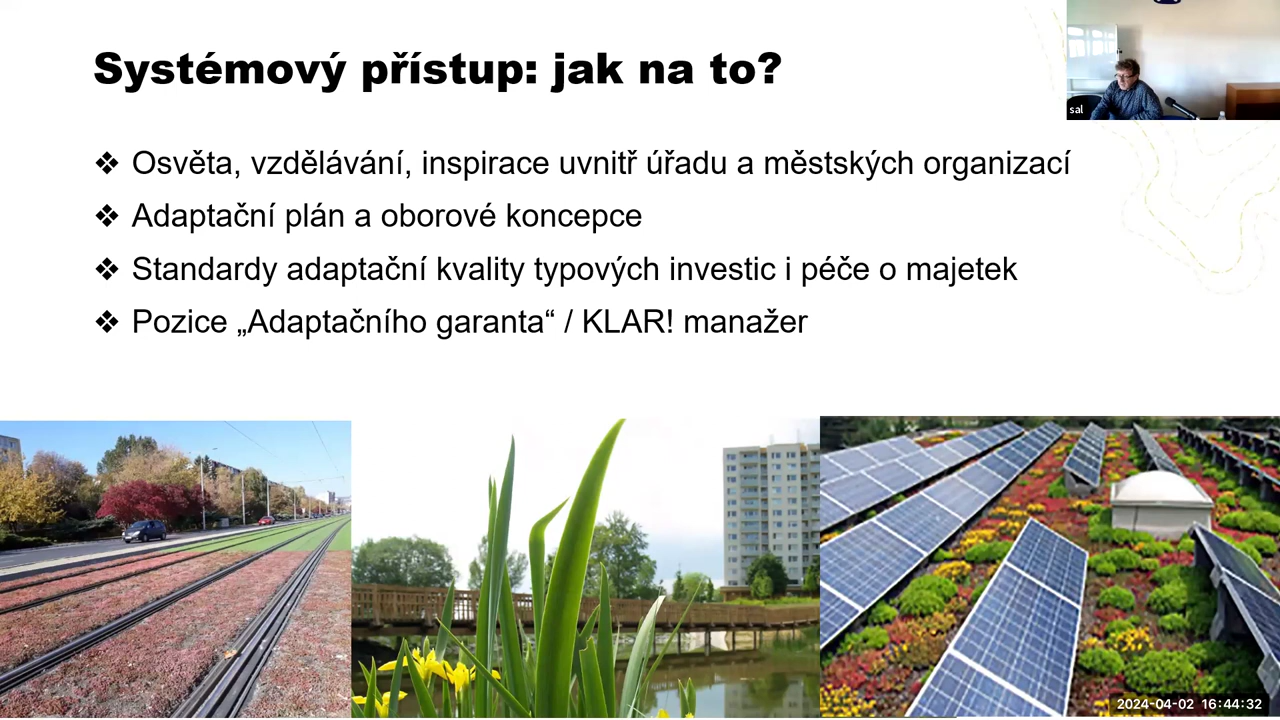 Systémový přístup: jak na to?
sal
❖ Osvěta, vzdělávání, inspirace uvnitř úřadu a městských organizací
❖ Adaptační plán a oborové koncepce
❖ Standardy adaptační kvality typových investic i péče o majetek
❖ Pozice „Adaptačního garanta“ / KLAR! manažer
2024-04-02 16:44:32